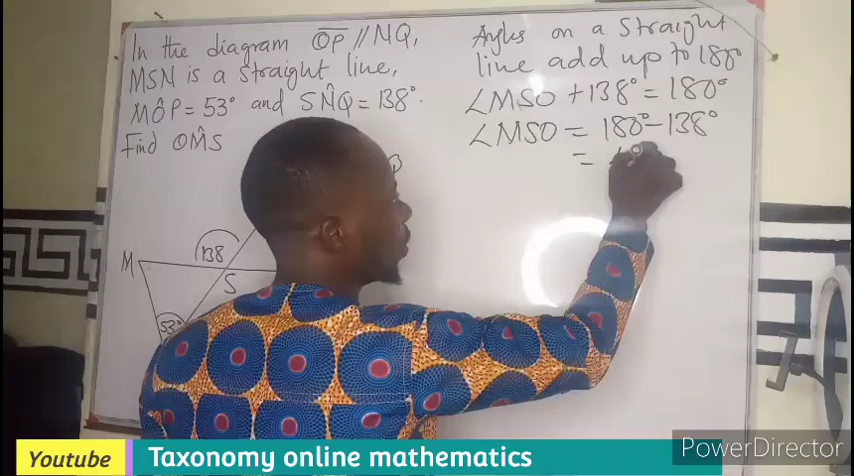 In the diagram OP // NQ,
MSN is a straight line,
MÔP = 53° and SN̂Q = 138°.
Find OM̂S
Angles on a Straight
line add up to 180°
∠MSO + 138° = 180°
∠MSO = 180° - 138°
=
138
M
S
53°
Youtube Taxonomy online mathematics
PowerDirector